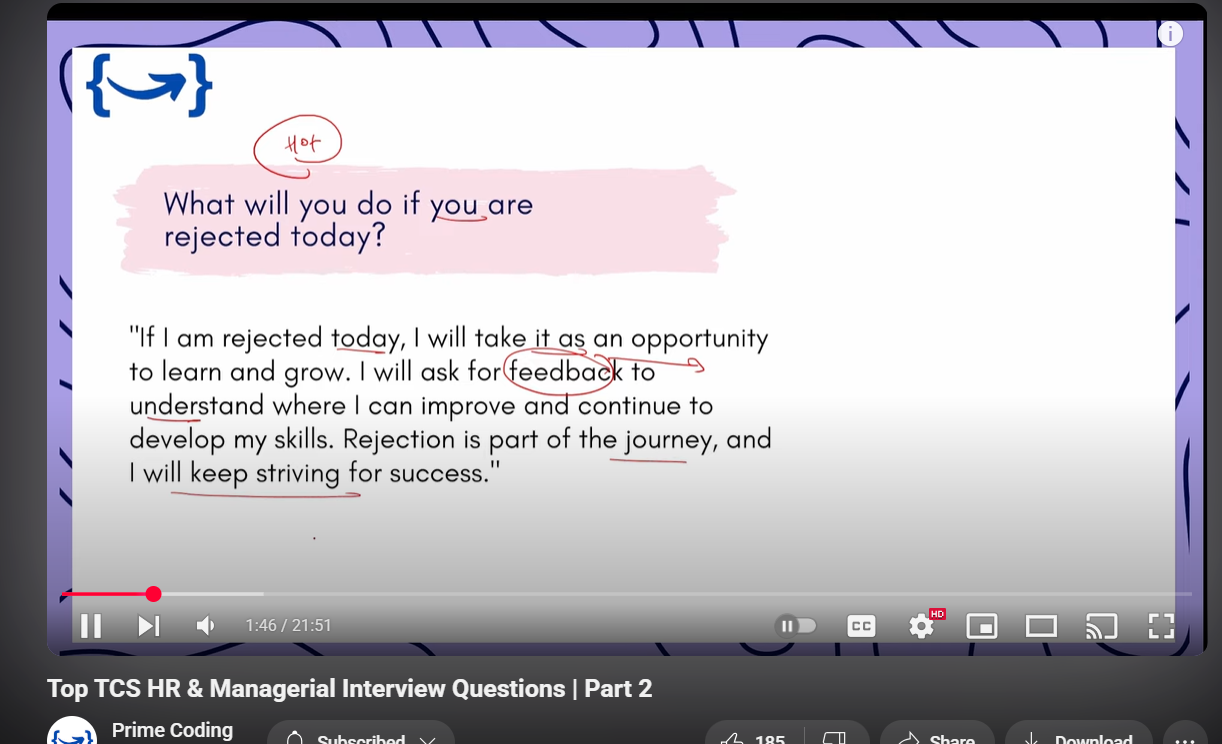 Hot
What will you do if you are
rejected today?
"If I am rejected today, I will take it as an opportunity
to learn and grow. I will ask for feedback to
understand where I can improve and continue to
develop my skills. Rejection is part of the journey, and
I will keep striving for success."
1:46 / 21:51
CC
HD
Top TCS HR & Managerial Interview Questions | Part 2
Prime Coding
Subscribed
185
Share
Download